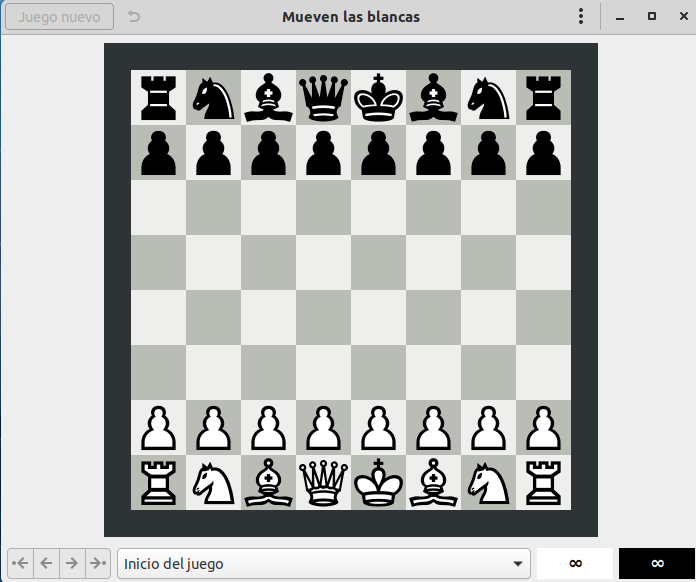 Juego nuevo
Mueven las blancas
Inicio del juego
∞
∞